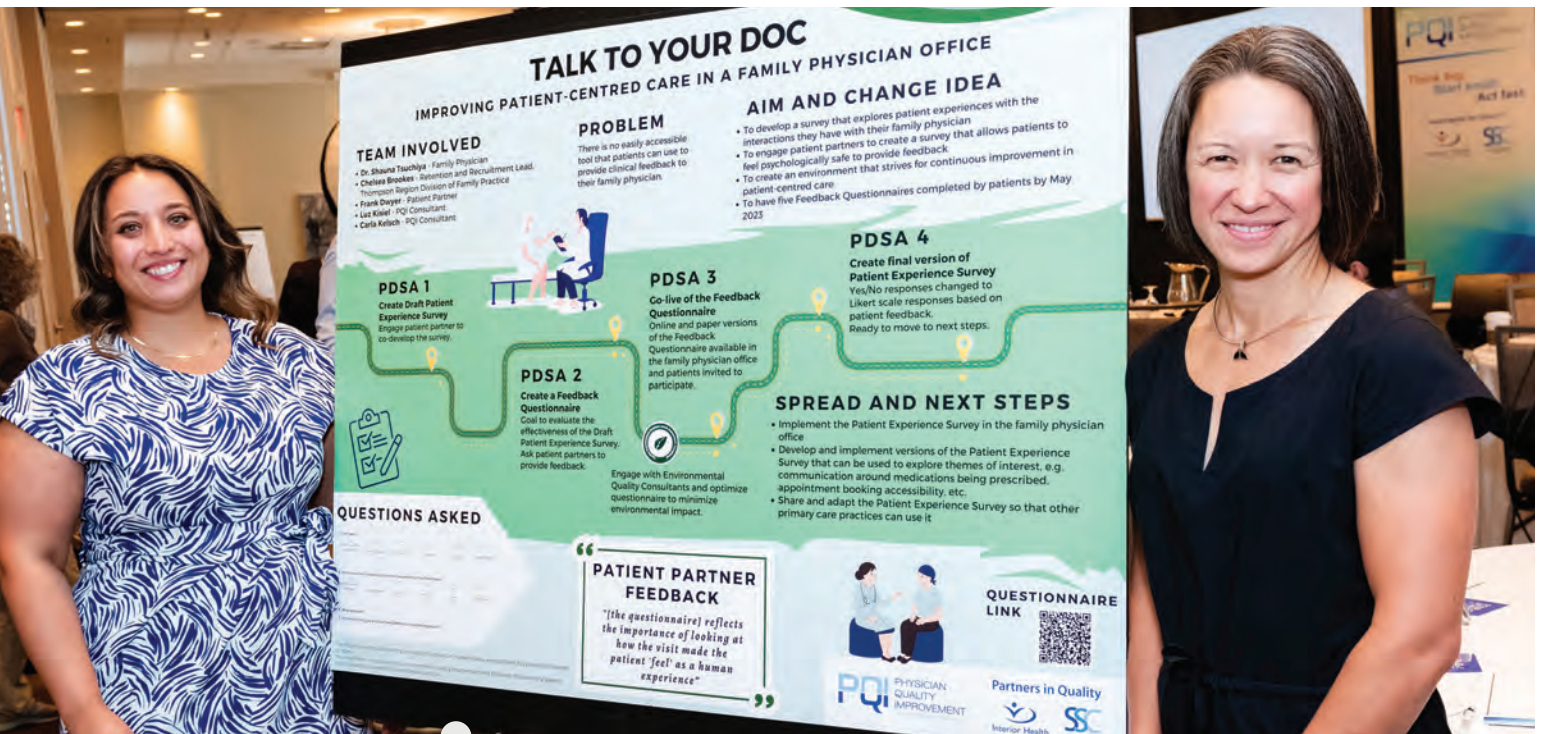 TALK TO YOUR DOC
IMPROVING PATIENT-CENTRED CARE IN A FAMILY PHYSICIAN OFFICE
TEAM INVOLVED
• Dr. Shauna Tsuchiya - Family Physician
• Chelsea Brookes - Retention and Recruitment Lead,
Thompson Region Division of Family Practice
• Frank Dwyer - Patient Partner
• Luz Kisiel - PQI Consultant
• Carla Kelsch - PQI Consultant
PROBLEM
There is no easily accessible
tool that patients can use to
provide clinical feedback to
their family physician.
AIM AND CHANGE IDEA
• To develop a survey that explores patient experiences with the
interactions they have with their family physician
• To engage patient partners to create a survey that allows patients to
feel psychologically safe to provide feedback
• To create an environment that strives for continuous improvement in
patient-centred care
• To have five Feedback Questionnaires completed by patients by May
2023
PDSA 1
Create Draft Patient
Experience Survey
Engage patient partner to
co-develop the survey.
PDSA 2
Create a Feedback
Questionnaire
Goal to evaluate the
effectiveness of the Draft
Patient Experience Survey.
Ask patient partners to
provide feedback.
PDSA 3
Go-live of the Feedback
Questionnaire
Online and paper versions
of the Feedback
Questionnaire available in
the family physician office
and patients invited to
participate.
Engage with Environmental
Quality Consultants and optimize
questionnaire to minimize
environmental impact.
PDSA 4
Create final version of
Patient Experience Survey
Yes/No responses changed to
Likert scale responses based on
patient feedback.
Ready to move to next steps.
SPREAD AND NEXT STEPS
• Implement the Patient Experience Survey in the family physician
office
• Develop and implement versions of the Patient Experience
Survey that can be used to explore themes of interest, e.g.
communication around medications being prescribed,
appointment booking accessibility, etc.
• Share and adapt the Patient Experience Survey so that other
primary care practices can use it
QUESTIONS ASKED
PATIENT PARTNER
FEEDBACK
"[the questionnaire] reflects
the importance of looking at
how the visit made the
patient 'feel' as a human
experience"
QUESTIONNAIRE
LINK
PQI PHYSICIAN
QUALITY
IMPROVEMENT
Partners in Quality
Interior Health
SSC
PQI
Think big.
Start small.
Act fast.
SSC